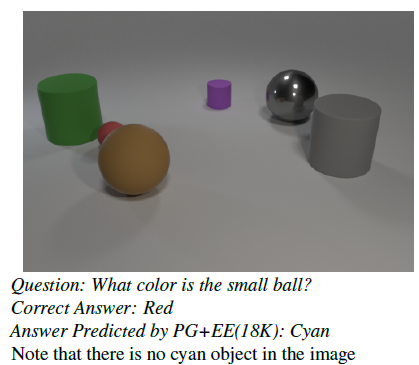 Question: What color is the small ball?
Correct Answer: Red
Answer Predicted by PG+EE(18K): Cyan
Note that there is no cyan object in the image